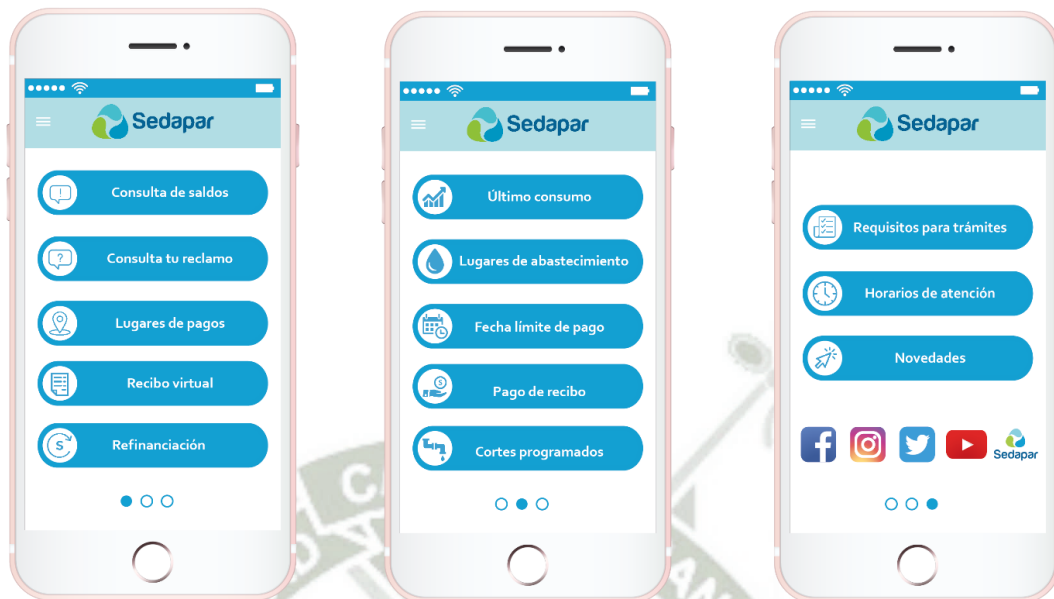 Sedapar
Consulta de saldos
Consulta tu reclamo
Lugares de pagos
Recibo virtual
Refinanciación
Sedapar
Último consumo
Lugares de abastecimiento
Fecha límite de pago
Pago de recibo
Cortes programados
Sedapar
Requisitos para trámites
Horarios de atención
Novedades
Sedapar